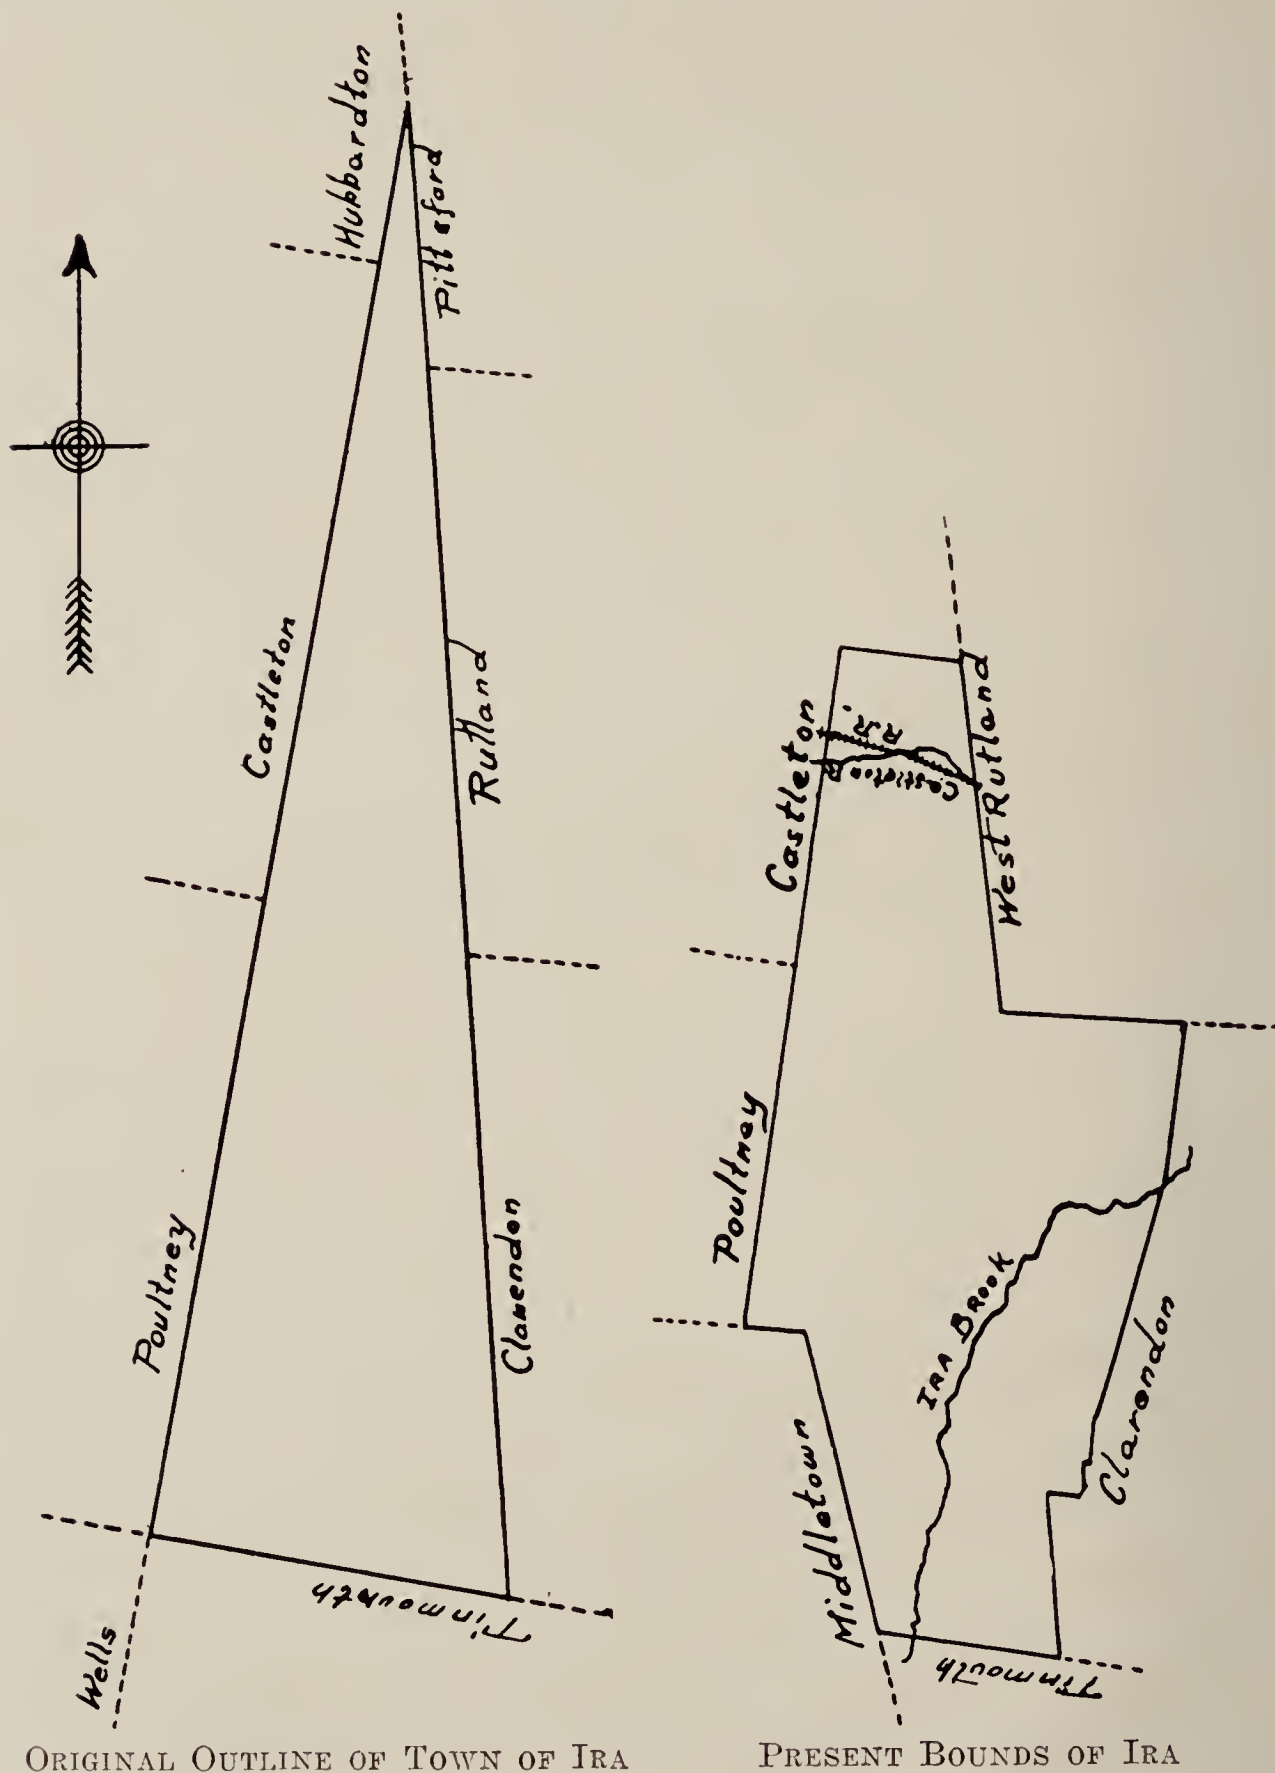 Hubbardton
Pittsford
Castleton
Rutland
Poultney
Clarendon
Tinmouth
Wells
ORIGINAL OUTLINE OF TOWN OF IRA
Castleton
R.R.
Castleton R
West Rutland
Poultney
IRA BROOK
Middletown
Clarendon
Tinmouth
PRESENT BOUNDS OF IRA